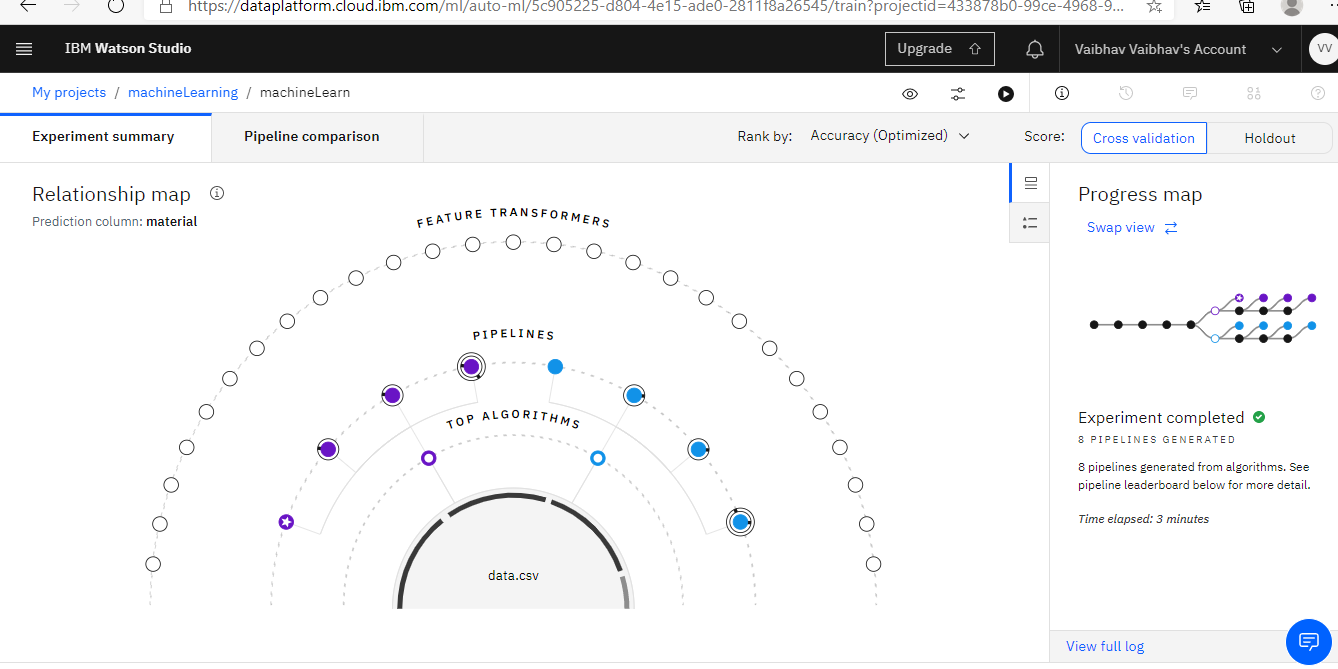 https://dataplatform.cloud.ibm.com/ml/auto-ml/5c905225-d804-4e15-ade0-2811f8a26545/train?projectid=433878b0-99ce-4968-9...
IBM Watson Studio
Upgrade
Vaibhav Vaibhav's Account
VV
My projects / machineLearning / machineLearn
Experiment summary
Pipeline comparison
Rank by: Accuracy (Optimized)
Score: Cross validation Holdout
Relationship map
Prediction column: material
FEATURE TRANSFORMERS
PIPELINES
TOP ALGORITHMS
data.csv
Progress map
Swap view
Experiment completed
8 PIPELINES GENERATED
8 pipelines generated from algorithms. See
pipeline leaderboard below for more detail.
Time elapsed: 3 minutes
View full log